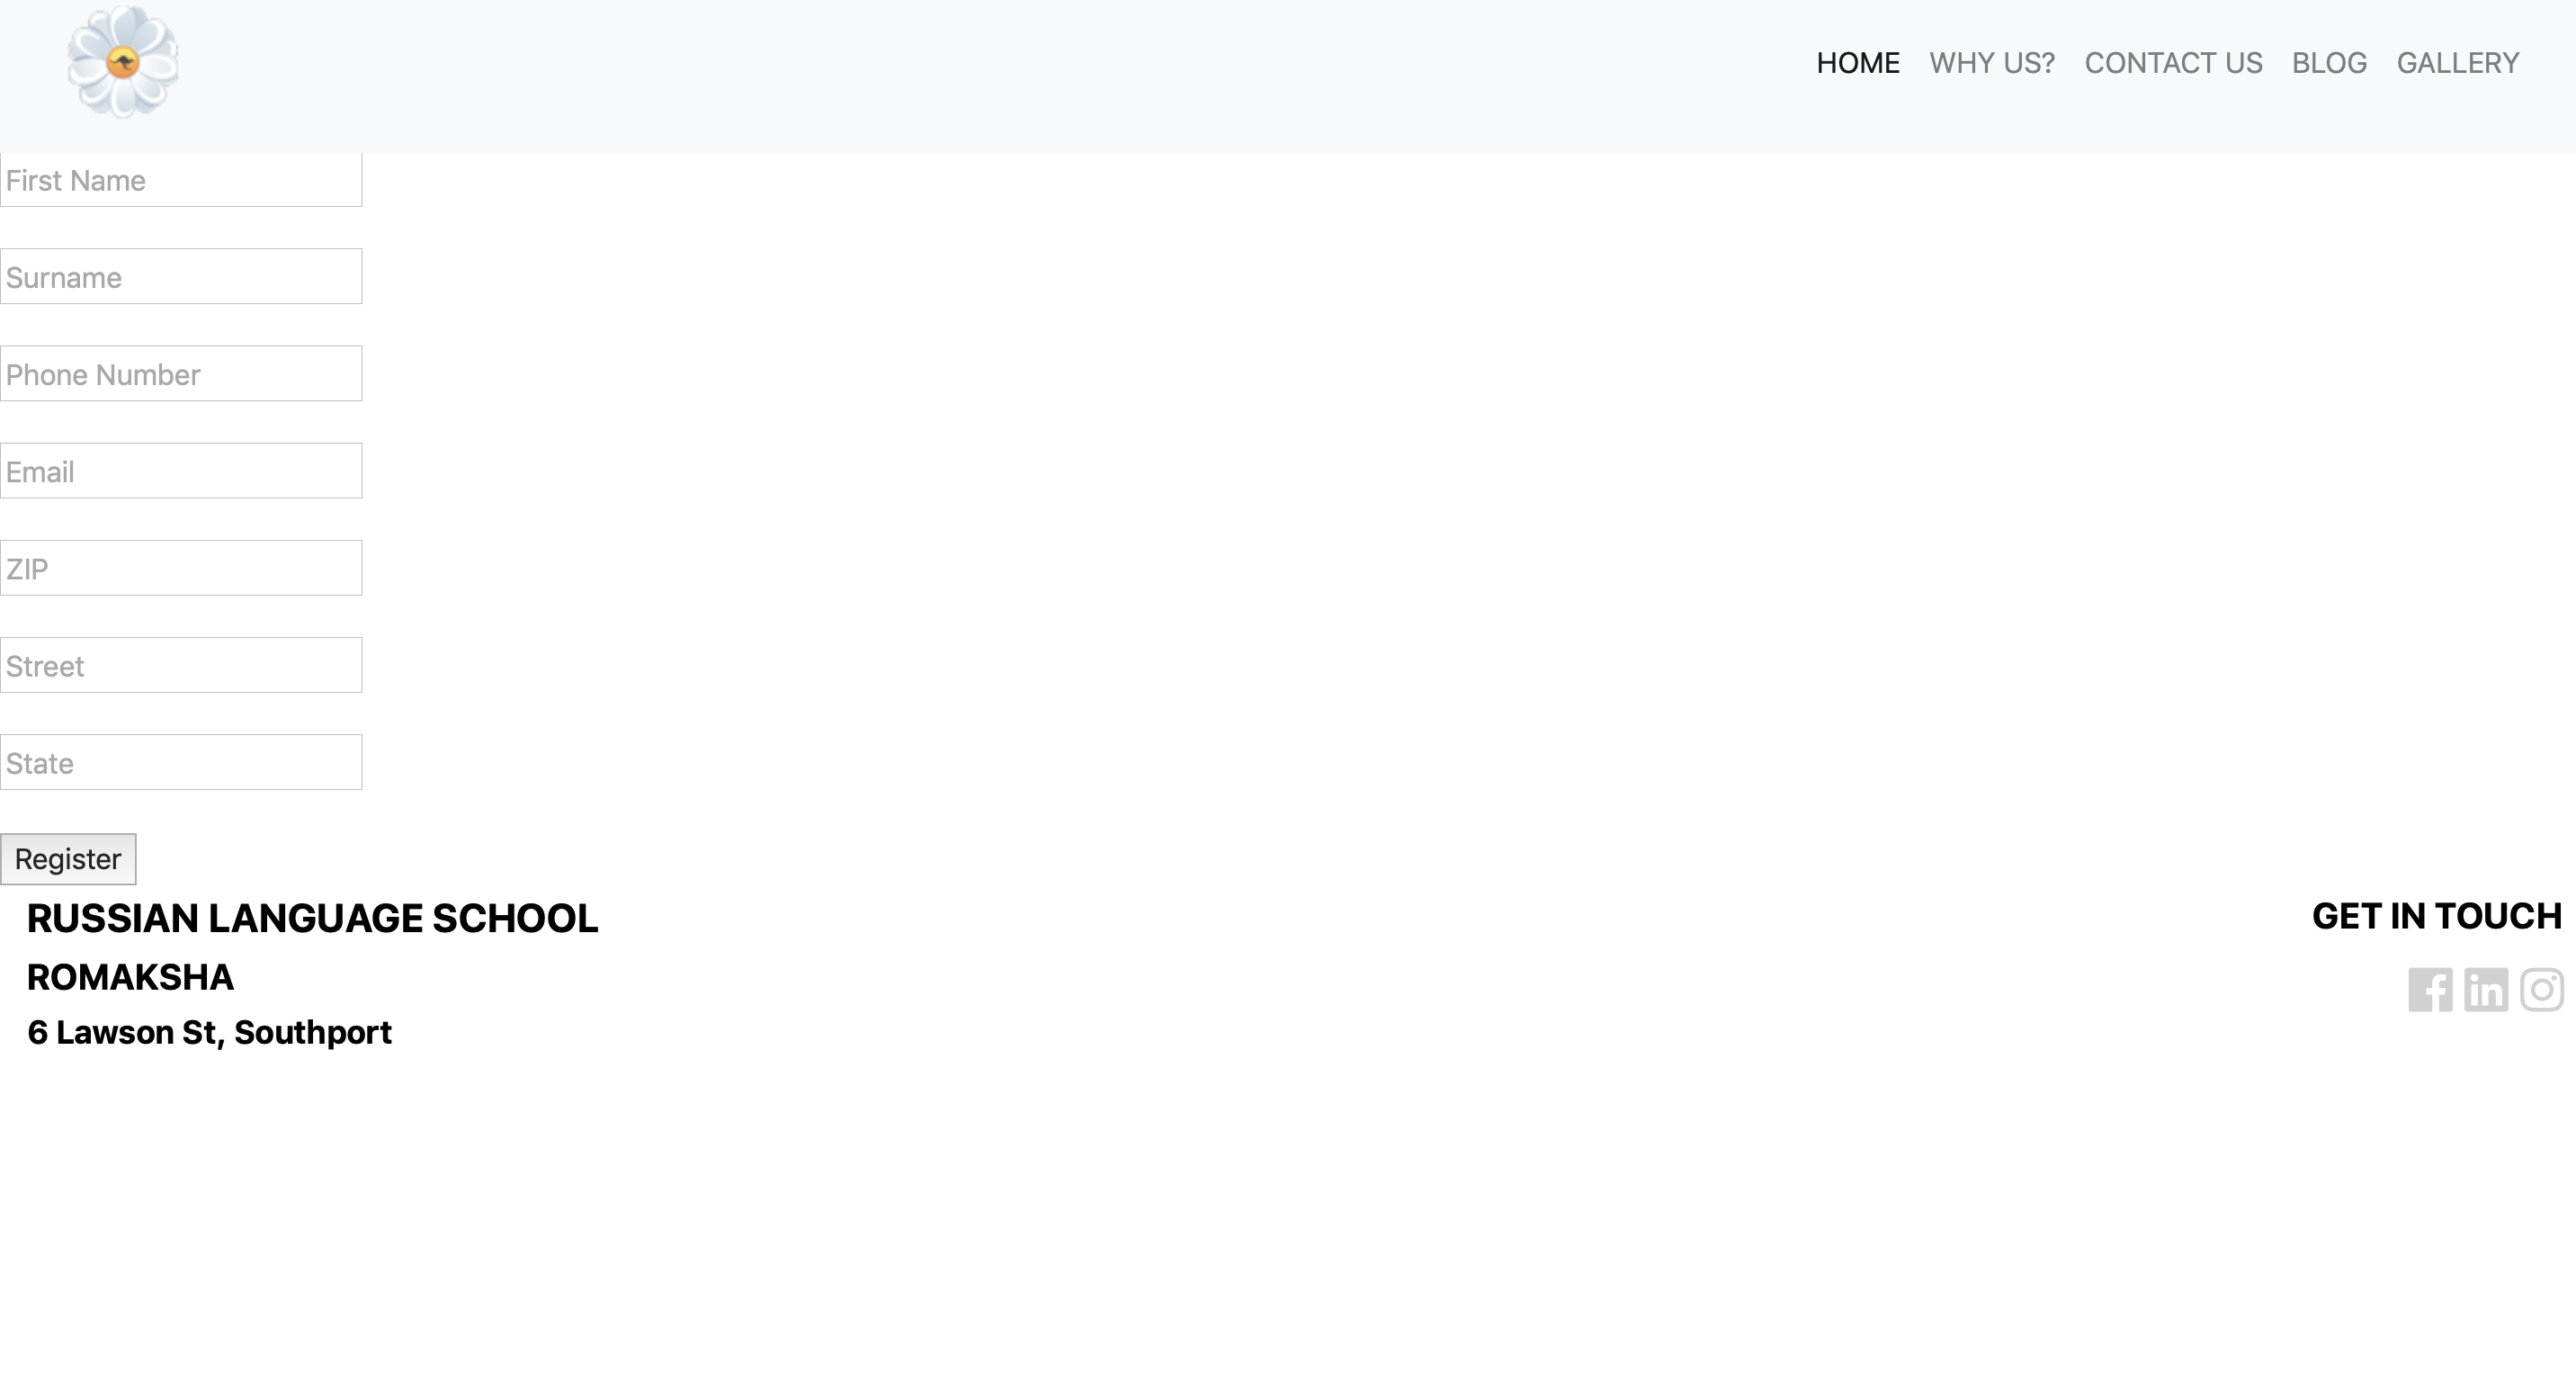 HOME WHY US? CONTACT US BLOG GALLERY
First Name
Surname
Phone Number
Email
ZIP
Street
State
Register
RUSSIAN LANGUAGE SCHOOL
ROMAKSHA
6 Lawson St, Southport
GET IN TOUCH